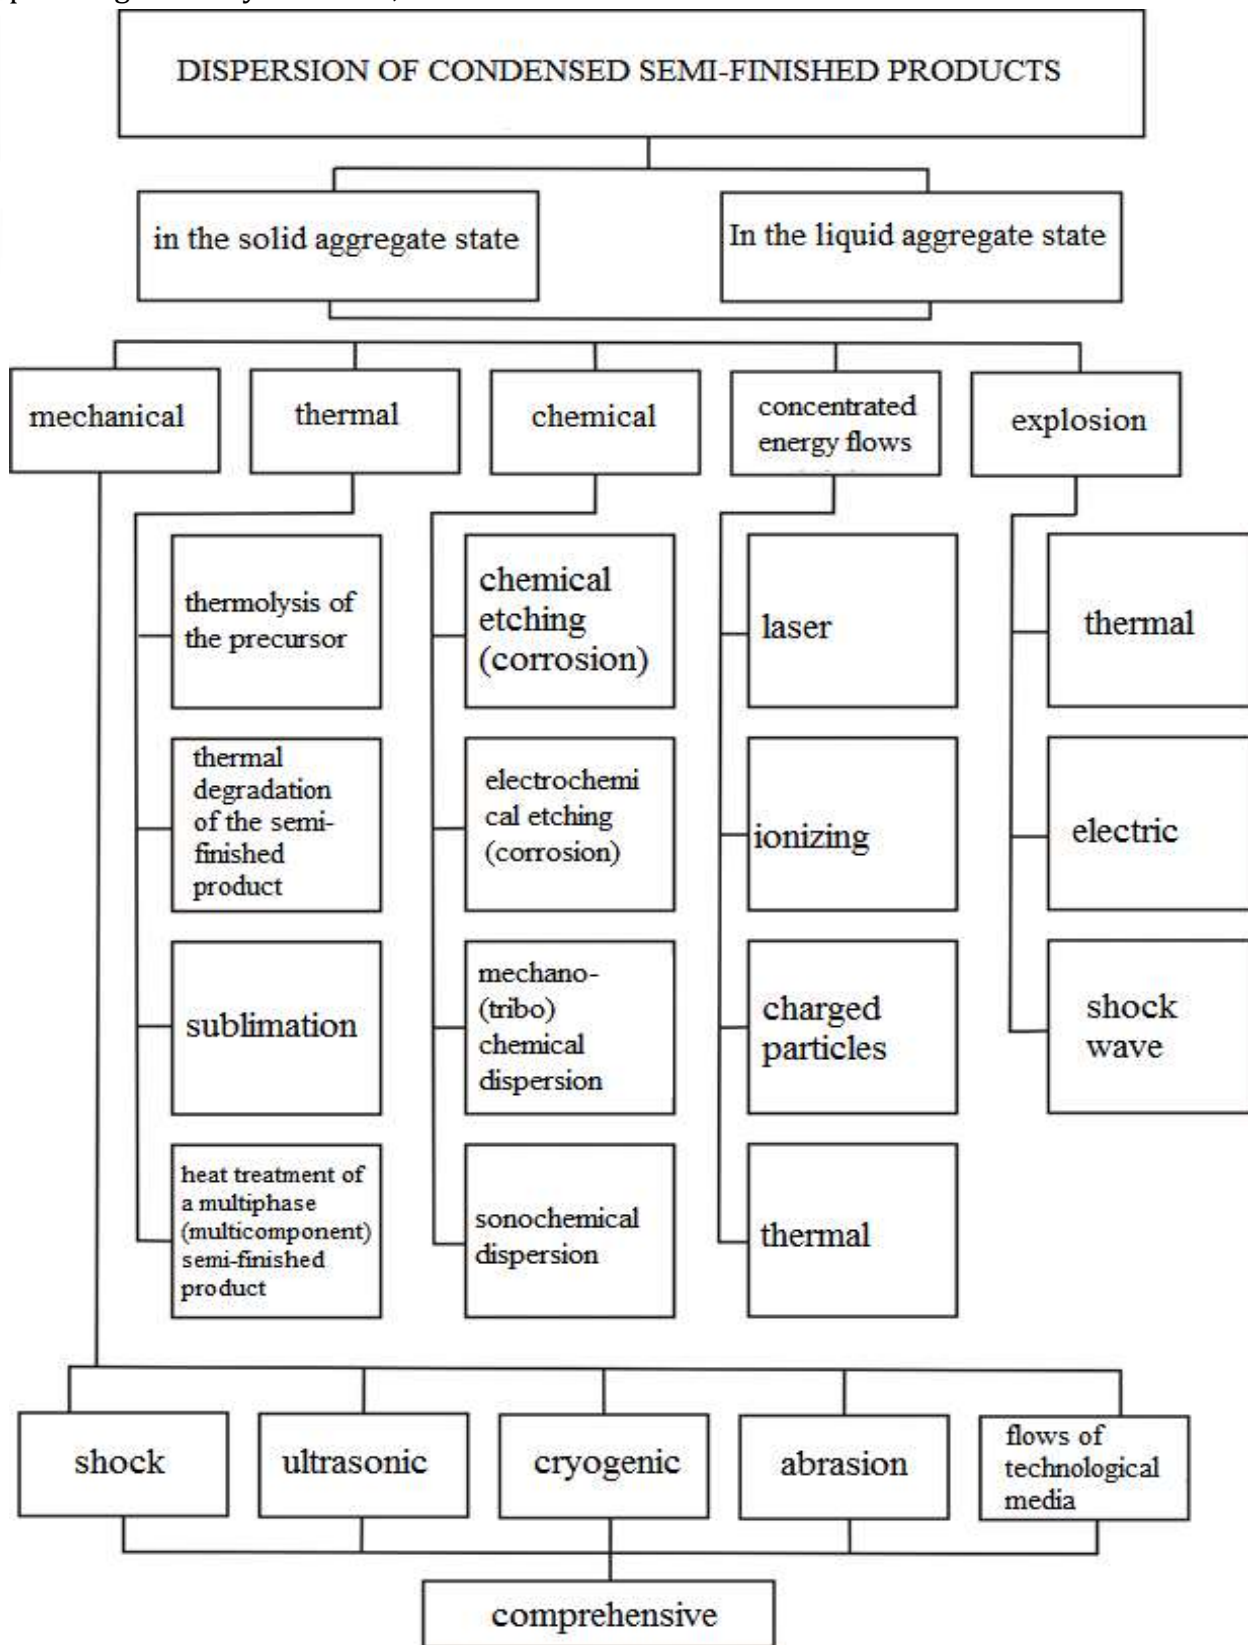 DISPERSION OF CONDENSED SEMI-FINISHED PRODUCTS
in the solid aggregate state
In the liquid aggregate state
mechanical
thermal
chemical
concentrated
energy flows
explosion
thermolysis of
the precursor
chemical
etching
(corrosion)
laser
thermal
thermal
degradation
of the semi-
finished
product
electrochemi
cal etching
(corrosion)
ionizing
electric
sublimation
mechano-
(tribo)
chemical
dispersion
charged
particles
shock
wave
heat treatment of
a multiphase
(multicomponent)
semi-finished
product
sonochemical
dispersion
thermal
shock
ultrasonic
cryogenic
abrasion
flows of
technological
media
comprehensive